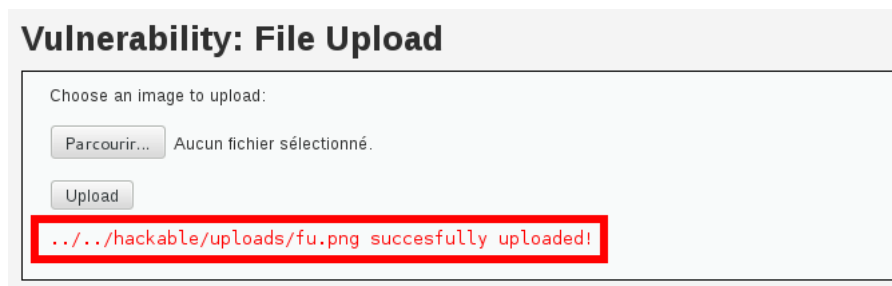 Vulnerability: File Upload
Choose an image to upload:
Parcourir... Aucun fichier sélectionné.
Upload
../../hackable/uploads/fu.png succesfully uploaded!